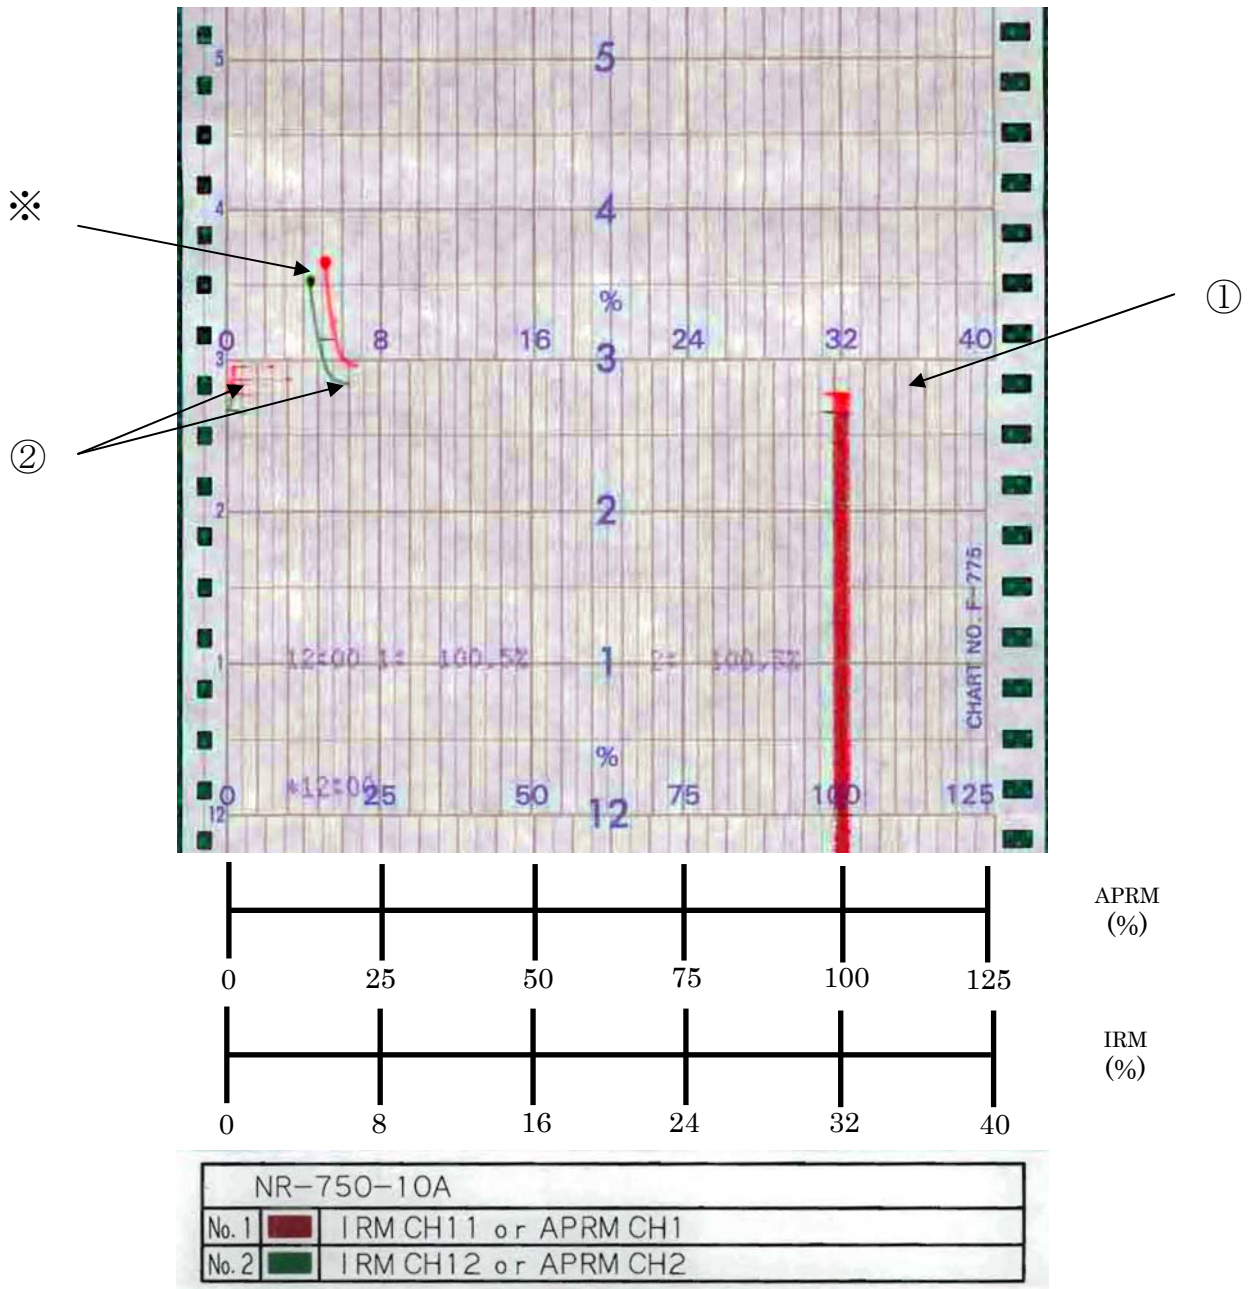 5
5
4
4
※
%
①
0 8 16 24 32 40
3
3
②
2
2
CHART NO. F-775
1
12:00 1: 100,5% 2: 100,3%
1
%
*12:00
0 25 50 75 100 125
12
12
APRM
(%)
0 25 50 75 100 125
IRM
(%)
0 8 16 24 32 40
NR-750-10A
No. 1 IRM CH11 or APRM CH1
No. 2 IRM CH12 or APRM CH2